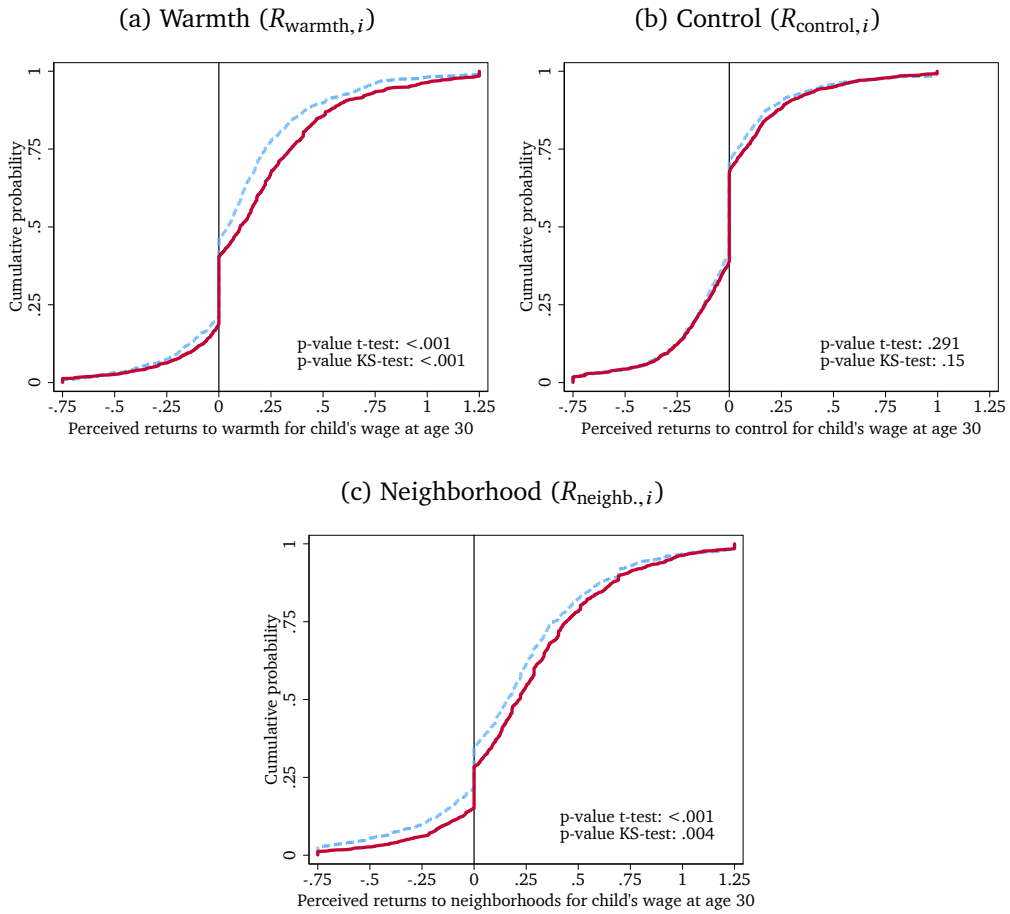 (a) Warmth (R_warmth,i)
Cumulative probability
1
.75
.5
.25
0
p-value t-test: <.001
p-value KS-test: <.001
-.75 -.5 -.25 0 .25 .5 .75 1 1.25
Perceived returns to warmth for child's wage at age 30
(b) Control (R_control,i)
Cumulative probability
1
.75
.5
.25
0
p-value t-test: .291
p-value KS-test: .15
-.75 -.5 -.25 0 .25 .5 .75 1 1.25
Perceived returns to control for child's wage at age 30
(c) Neighborhood (R_neighb.,i)
Cumulative probability
1
.75
.5
.25
0
p-value t-test: <.001
p-value KS-test: .004
-.75 -.5 -.25 0 .25 .5 .75 1 1.25
Perceived returns to neighborhoods for child's wage at age 30